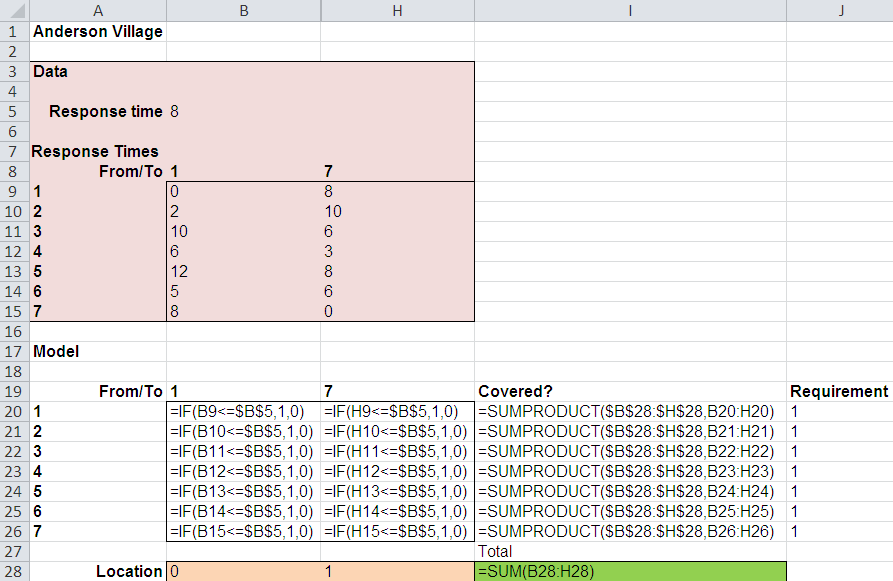 A B H I J
1 Anderson Village
2
3 Data
4
5 Response time 8
6
7 Response Times
8 From/To 1 7
9 1 0 8
10 2 2 10
11 3 10 6
12 4 6 3
13 5 12 8
14 6 5 6
15 7 8 0
16
17 Model
18
19 From/To 1 7 Covered? Requirement
20 1 =IF(B9<=$B$5,1,0) =IF(H9<=$B$5,1,0) =SUMPRODUCT($B$28:$H$28,B20:H20) 1
21 2 =IF(B10<=$B$5,1,0) =IF(H10<=$B$5,1,0) =SUMPRODUCT($B$28:$H$28,B21:H21) 1
22 3 =IF(B11<=$B$5,1,0) =IF(H11<=$B$5,1,0) =SUMPRODUCT($B$28:$H$28,B22:H22) 1
23 4 =IF(B12<=$B$5,1,0) =IF(H12<=$B$5,1,0) =SUMPRODUCT($B$28:$H$28,B23:H23) 1
24 5 =IF(B13<=$B$5,1,0) =IF(H13<=$B$5,1,0) =SUMPRODUCT($B$28:$H$28,B24:H24) 1
25 6 =IF(B14<=$B$5,1,0) =IF(H14<=$B$5,1,0) =SUMPRODUCT($B$28:$H$28,B25:H25) 1
26 7 =IF(B15<=$B$5,1,0) =IF(H15<=$B$5,1,0) =SUMPRODUCT($B$28:$H$28,B26:H26) 1
27 Total
28 Location 0 1 =SUM(B28:H28)